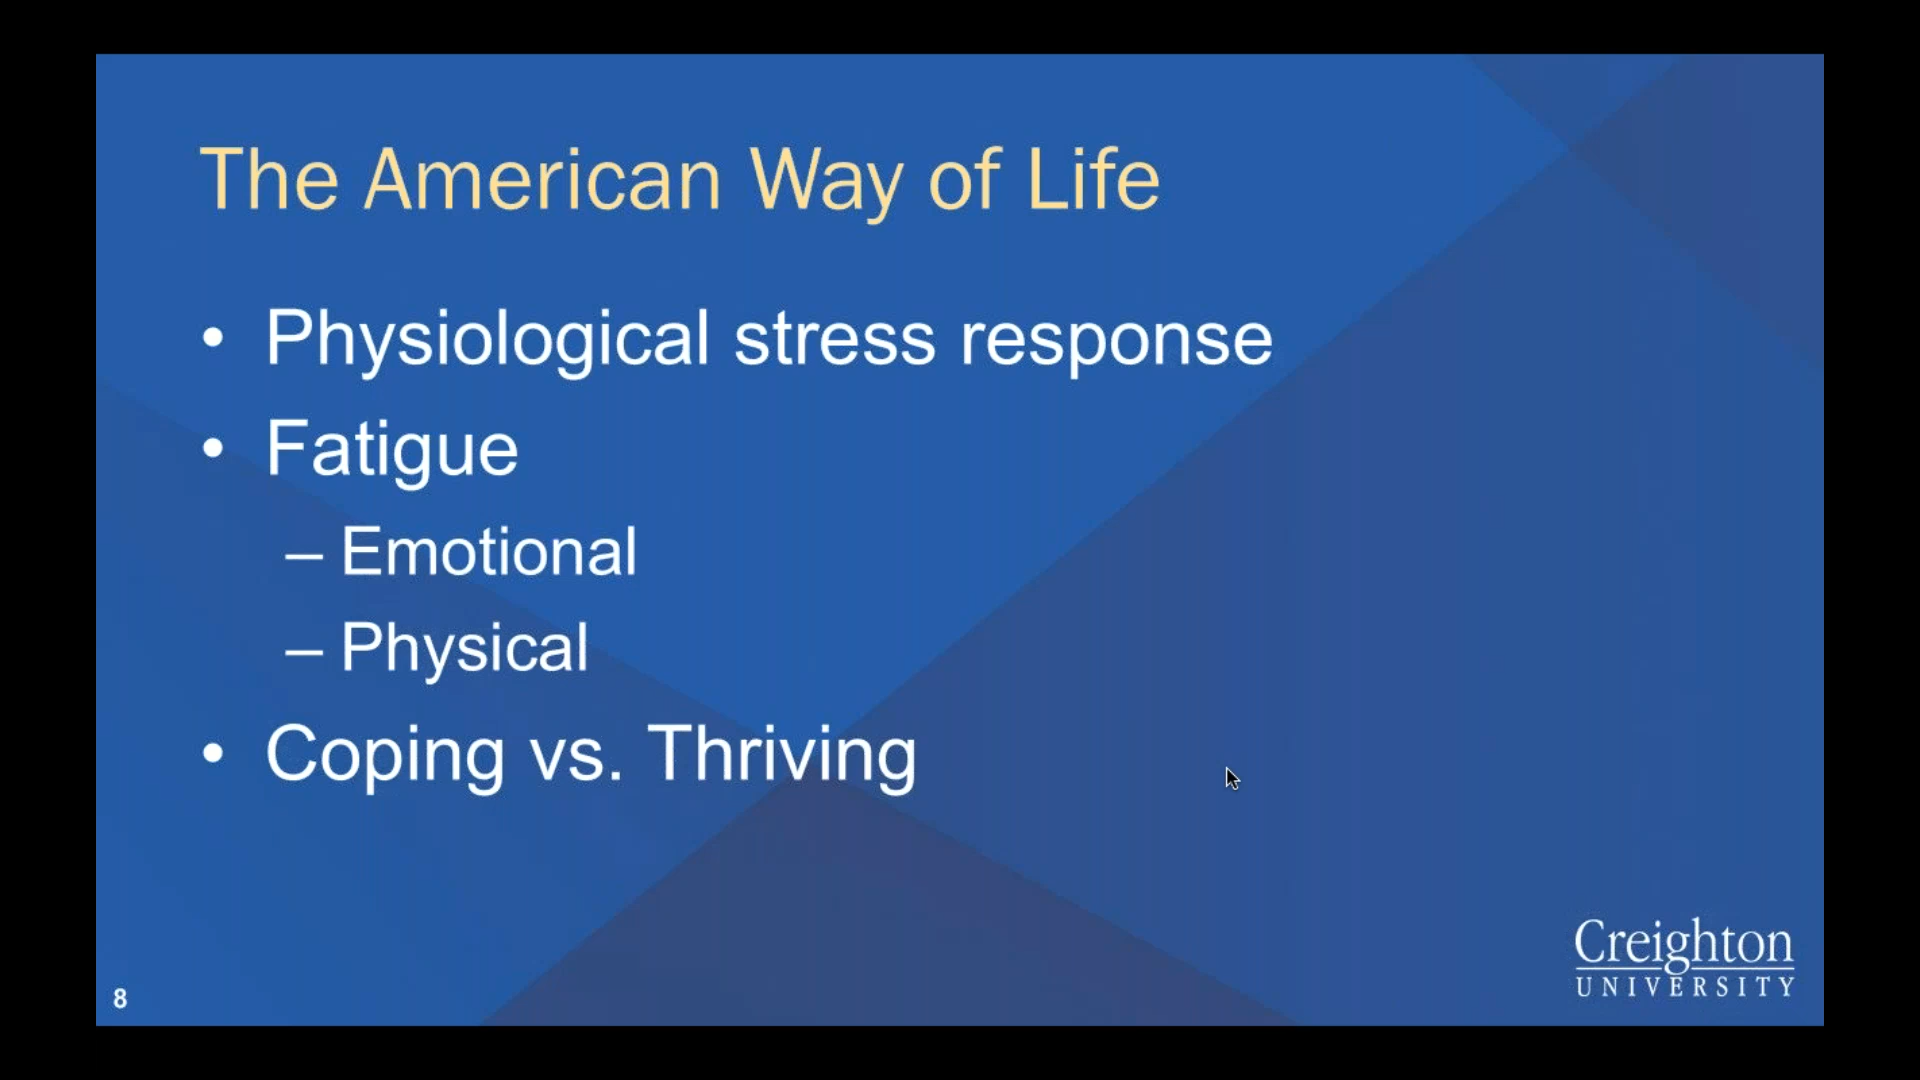 The American Way of Life
• Physiological stress response
• Fatigue
– Emotional
– Physical
• Coping vs. Thriving
8
Creighton
UNIVERSITY